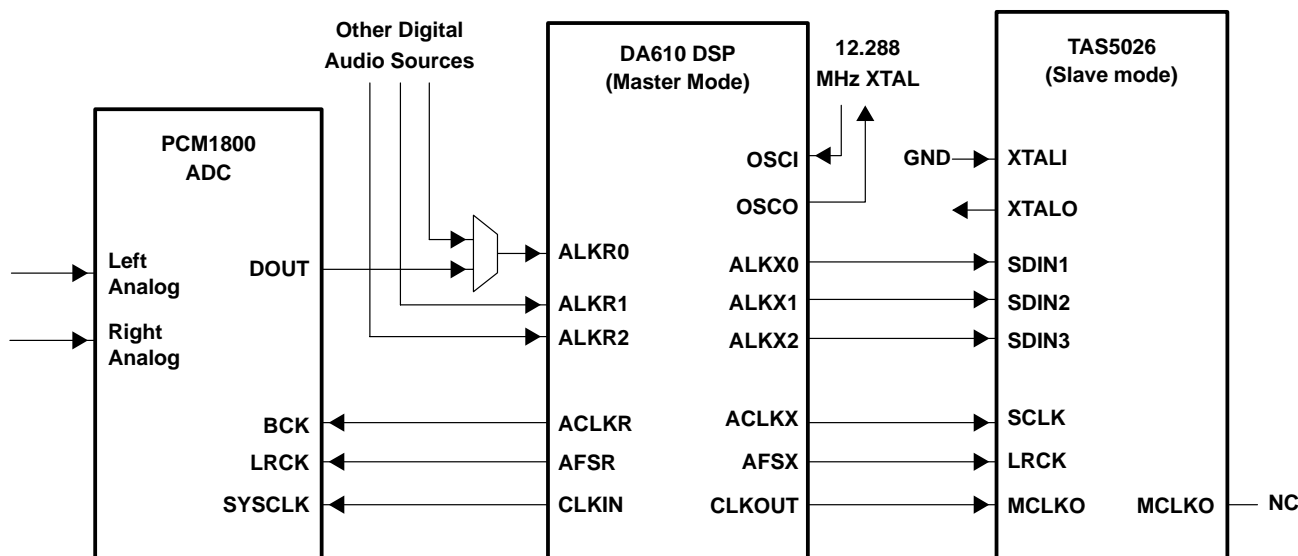 Other Digital
Audio Sources
PCM1800
ADC
Left
Analog
Right
Analog
DOUT
BCK
LRCK
SYSCLK
DA610 DSP
(Master Mode)
ALKR0
ALKR1
ALKR2
ACLKR
AFSR
CLKIN
OSCI
OSCO
ALKX0
ALKX1
ALKX2
ACLKX
AFSX
CLKOUT
12.288
MHz XTAL
GND
TAS5026
(Slave mode)
XTALI
XTALO
SDIN1
SDIN2
SDIN3
SCLK
LRCK
MCLKO
MCLKO
NC